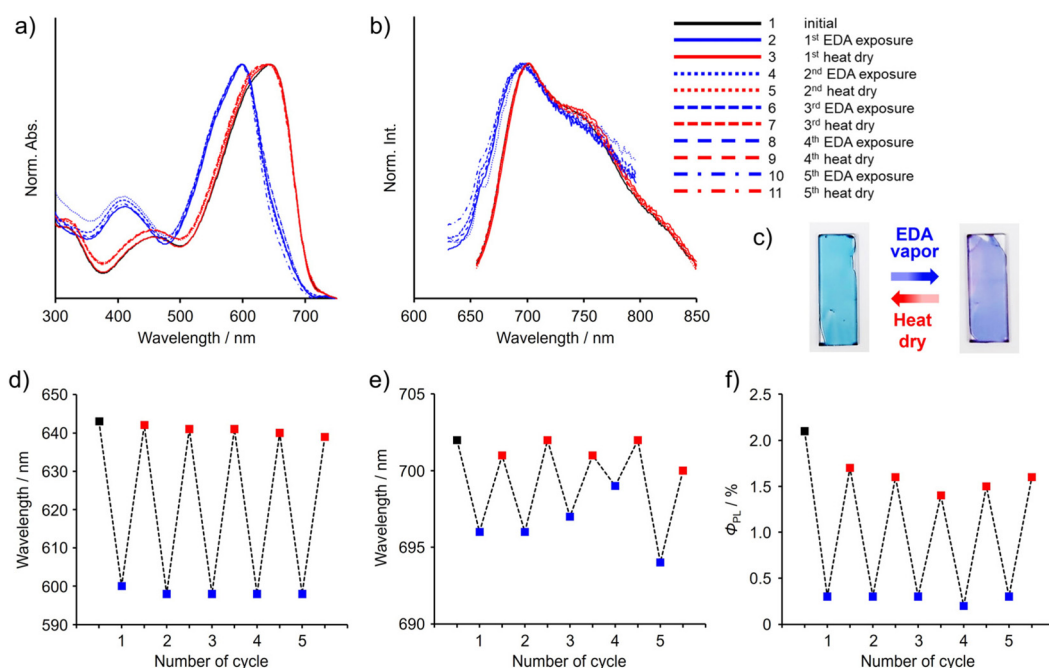 a)
Norm. Abs.
300 400 500 600 700
Wavelength / nm
b)
Norm. Int.
600 650 700 750 800 850
Wavelength / nm
1 initial
2 1st EDA exposure
3 1st heat dry
4 2nd EDA exposure
5 2nd heat dry
6 3rd EDA exposure
7 3rd heat dry
8 4th EDA exposure
9 4th heat dry
10 5th EDA exposure
11 5th heat dry
c)
EDA
vapor
Heat
dry
d)
Wavelength / nm
650
640
630
620
610
600
590
1 2 3 4 5
Number of cycle
e)
Wavelength / nm
705
700
695
690
1 2 3 4 5
Number of cycle
f)
ΦPL / %
2.5
2.0
1.5
1.0
0.5
0
1 2 3 4 5
Number of cycle